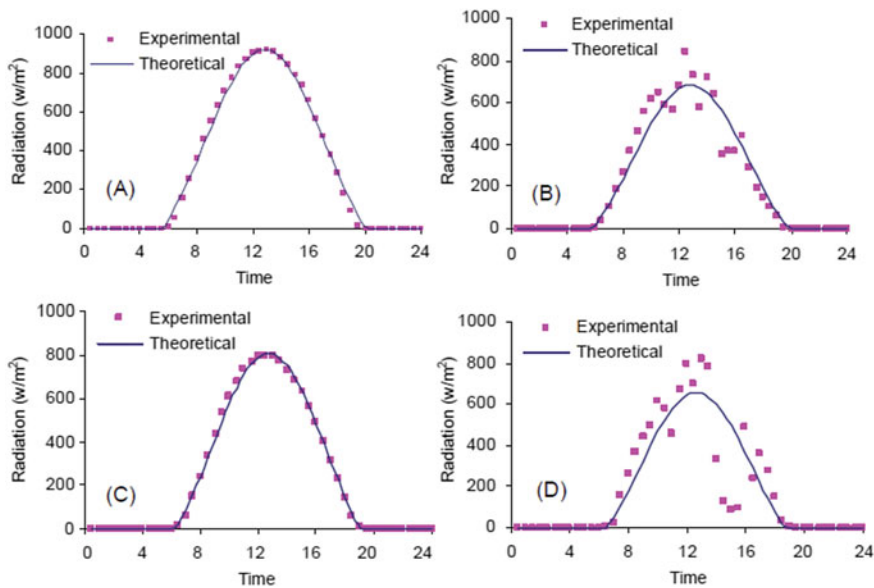 1000
800
600
400
200
0
Radiation (w/m²)
Experimental
Theoretical
(A)
0 4 8 12 16 20 24
Time
1000
800
600
400
200
0
Radiation (w/m²)
Experimental
Theoretical
(B)
0 4 8 12 16 20 24
Time
1000
800
600
400
200
0
Radiation (w/m²)
Experimental
Theoretical
(C)
0 4 8 12 16 20 24
Time
1000
800
600
400
200
0
Radiation (w/m²)
Experimental
Theoretical
(D)
0 4 8 12 16 20 24
Time